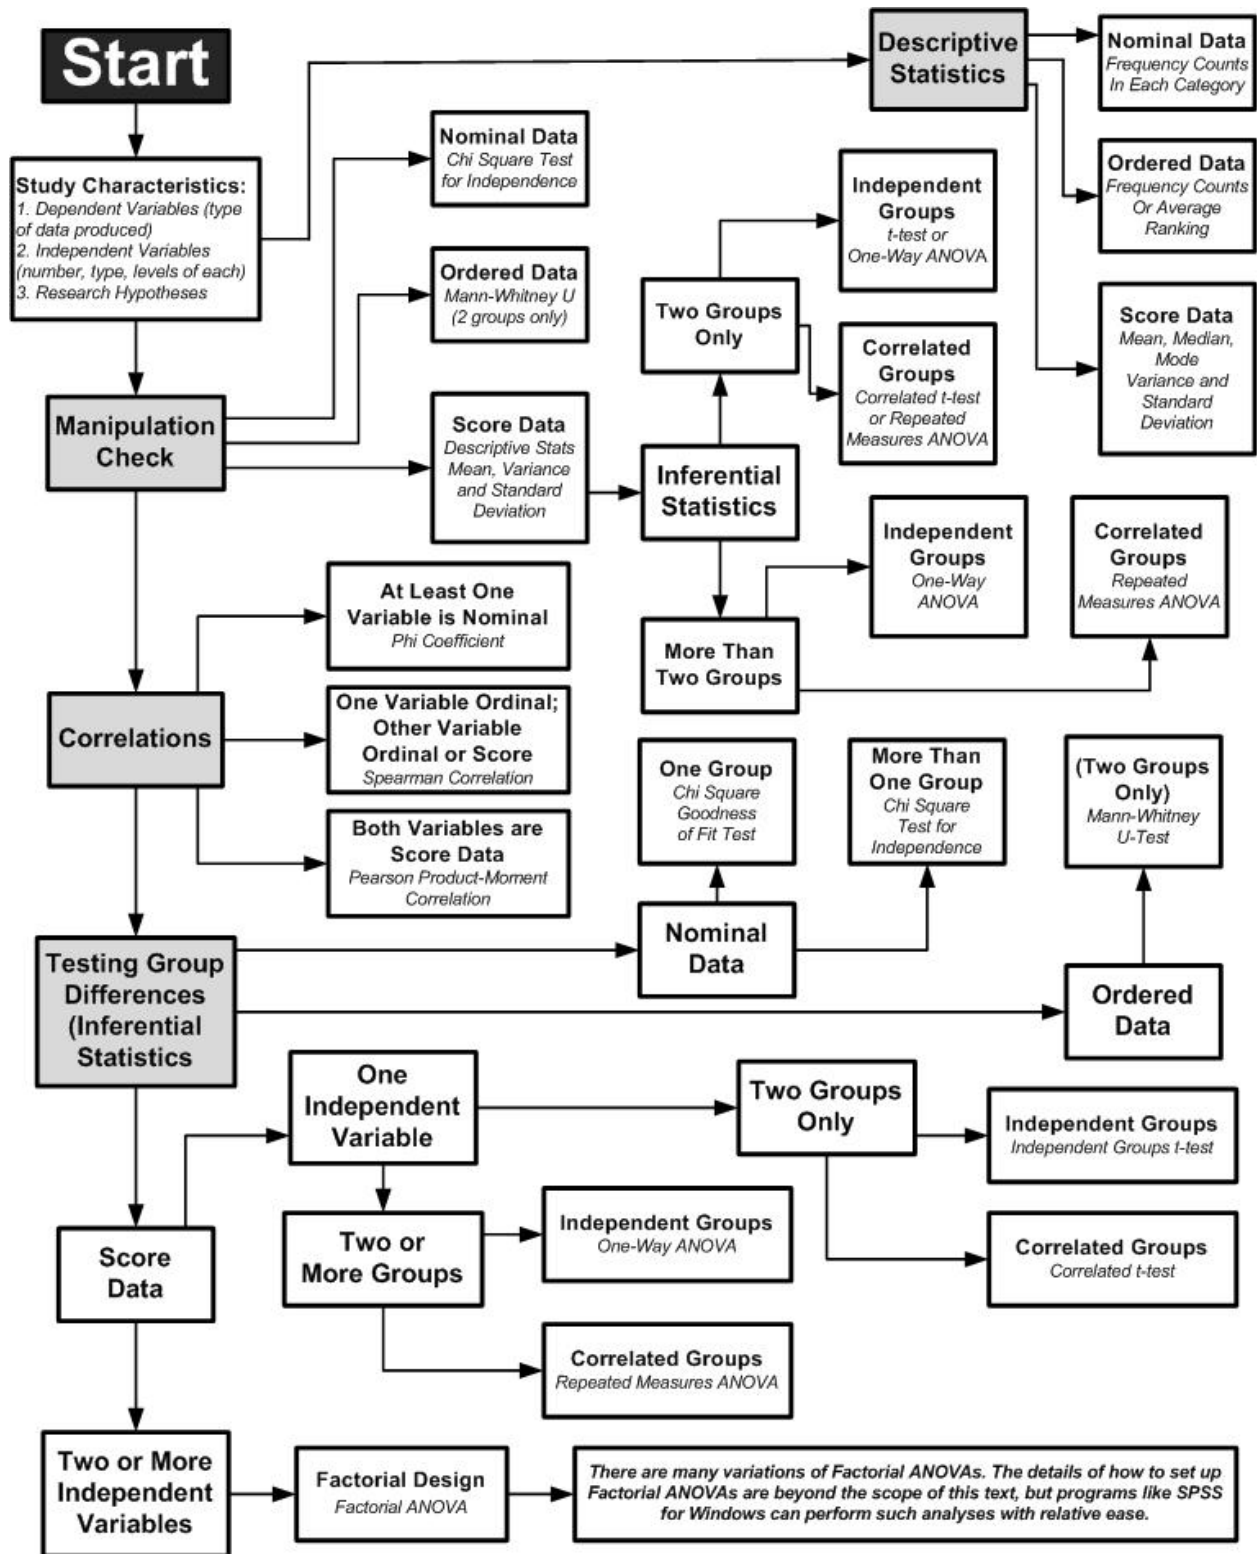 Start
Study Characteristics:
1. Dependent Variables (type
of data produced)
2. Independent Variables
(number, type, levels of each)
3. Research Hypotheses
Descriptive
Statistics
Nominal Data
Frequency Counts
In Each Category
Ordered Data
Frequency Counts
Or Average
Ranking
Score Data
Mean, Median,
Mode
Variance and
Standard
Deviation
Manipulation
Check
Nominal Data
Chi Square Test
for Independence
Ordered Data
Mann-Whitney U
(2 groups only)
Score Data
Descriptive Stats
Mean, Variance
and Standard
Deviation
Inferential
Statistics
Two Groups
Only
Independent
Groups
t-test or
One-Way ANOVA
Correlated
Groups
Correlated t-test
or Repeated
Measures ANOVA
More Than
Two Groups
Independent
Groups
One-Way
ANOVA
Correlated
Groups
Repeated
Measures ANOVA
Correlations
At Least One
Variable is Nominal
Phi Coefficient
One Variable Ordinal;
Other Variable
Ordinal or Score
Spearman Correlation
Both Variables are
Score Data
Pearson Product-Moment
Correlation
Testing Group
Differences
(Inferential
Statistics
Nominal
Data
One Group
Chi Square
Goodness
of Fit Test
More Than
One Group
Chi Square
Test for
Independence
Ordered
Data
(Two Groups
Only)
Mann-Whitney
U-Test
Score
Data
One
Independent
Variable
Two Groups
Only
Independent Groups
Independent Groups t-test
Correlated Groups
Correlated t-test
Two or
More Groups
Independent Groups
One-Way ANOVA
Correlated Groups
Repeated Measures ANOVA
Two or More
Independent
Variables
Factorial Design
Factorial ANOVA
There are many variations of Factorial ANOVAs. The details of how to set up
Factorial ANOVAs are beyond the scope of this text, but programs like SPSS
for Windows can perform such analyses with relative ease.